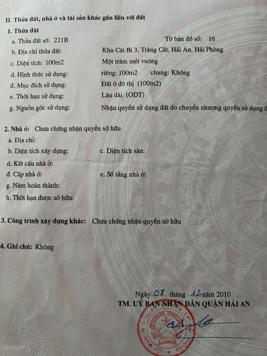 II. Thửa đất, nhà ở và tài sản khác gắn liền với đất
1. Thửa đất
a. Thửa đất số: 221B Tờ bản đồ số: 16
b. Địa chỉ thửa đất: Khu Cát Bi 3, Tràng Cát, Hải An, Hải Phòng
c. Diện tích: 100m2 Một trăm mét vuông
d. Hình thức sử dụng: riêng: 100m2 chung: Không
đ. Mục đích sử dụng: Đất ở đô thị (100m2)
e. Thời hạn sử dụng: Lâu dài (ODT)
g. Nguồn gốc sử dụng: Nhận quyền sử dụng đất do chuyển nhượng quyền sử dụng đ
2. Nhà ở: Chưa chứng nhận quyền sở hữu
a. Địa chỉ:
b. Diện tích xây dựng: c. Diện tích sàn:
d. Kết cấu nhà ở:
đ. Cấp nhà ở: e. Số tầng nhà ở:
g. Năm hoàn thành:
h. Thời hạn được sở hữu:
3. Công trình xây dựng khác: Chưa chứng nhận quyền sở hữu
4. Ghi chú: Không
Ngày 08 tháng 12 năm 2010
TM. UỶ BAN NHÂN DÂN QUẬN HẢI AN